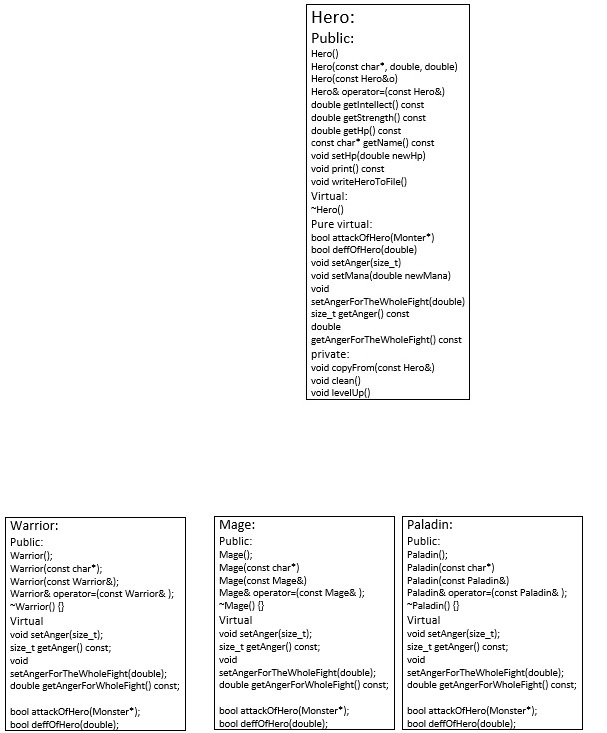 Hero:
Public:
Hero()
Hero(const char*, double, double)
Hero(const Hero&o)
Hero& operator=(const Hero&)
double getIntellect() const
double getStrength() const
double getHp() const
const char* getName() const
void setHp(double newHp)
void print() const
void writeHeroToFile()
Virtual:
~Hero()
Pure virtual:
bool attackOfHero(Monter*)
bool deffOfHero(double)
void setAnger(size_t)
void setMana(double newMana)
void
setAngerForTheWholeFight(double)
size_t getAnger() const
double
getAngerForTheWholeFight() const
private:
void copyFrom(const Hero&)
void clean()
void levelUp()
Warrior:
Public:
Warrior();
Warrior(const char*);
Warrior(const Warrior&);
Warrior& operator=(const Warrior& );
~Warrior() {}
Virtual
void setAnger(size_t);
size_t getAnger() const;
void
setAngerForTheWholeFight(double);
double getAngerForWholeFight() const;
bool attackOfHero(Monster*);
bool deffOfHero(double);
Mage:
Public:
Mage();
Mage(const char*)
Mage(const Mage&)
Mage& operator=(const Mage& );
~Mage() {}
Virtual
void setAnger(size_t);
size_t getAnger() const;
void
setAngerForTheWholeFight(double);
double getAngerForWholeFight() const;
bool attackOfHero(Monster*);
bool deffOfHero(double);
Paladin:
Public:
Paladin();
Paladin(const char*)
Paladin(const Paladin&)
Paladin& operator=(const Paladin& );
~Paladin() {}
Virtual
void setAnger(size_t);
size_t getAnger() const;
void
setAngerForTheWholeFight(double);
double getAngerForWholeFight() const;
bool attackOfHero(Monster*);
bool deffOfHero(double);